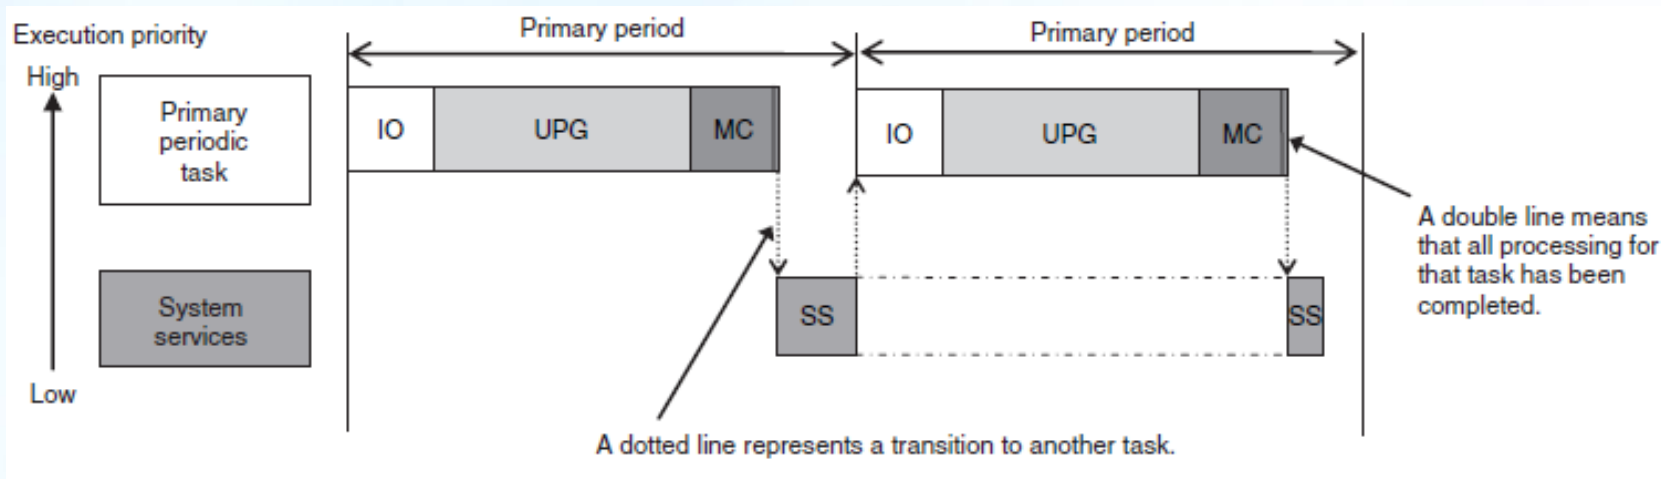 Execution priority
High
Primary
periodic
task
System
services
Low
Primary period
Primary period
IO
UPG
MC
IO
UPG
MC
SS
SS
A double line means
that all processing for
that task has been
completed.
A dotted line represents a transition to another task.